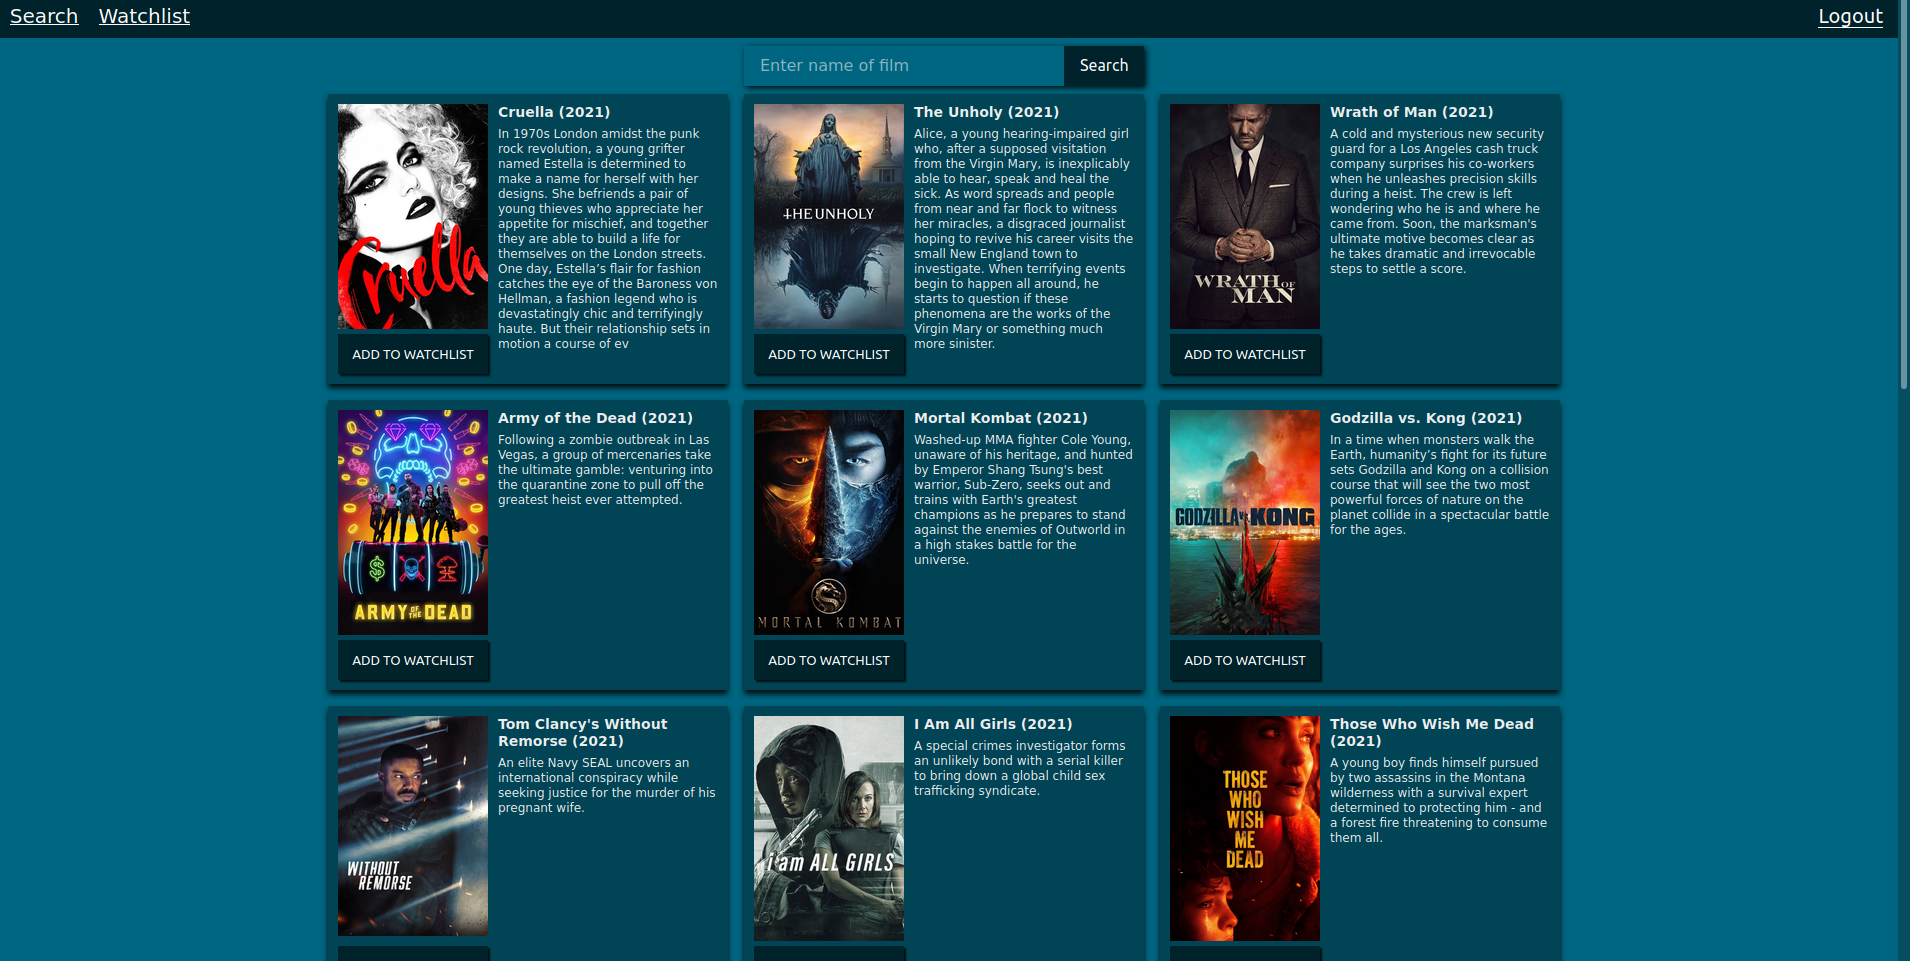 Search
Watchlist
Logout
Enter name of film
Search
Cruella
ADD TO WATCHLIST
Cruella (2021)
In 1970s London amidst the punk
rock revolution, a young grifter
named Estella is determined to
make a name for herself with her
designs. She befriends a pair of
young thieves who appreciate her
appetite for mischief, and together
they are able to build a life for
themselves on the London streets.
One day, Estella’s flair for fashion
catches the eye of the Baroness von
Hellman, a fashion legend who is
devastatingly chic and terrifyingly
haute. But their relationship sets in
motion a course of ev
THE UNHOLY
ADD TO WATCHLIST
The Unholy (2021)
Alice, a young hearing-impaired girl
who, after a supposed visitation
from the Virgin Mary, is inexplicably
able to hear, speak and heal the
sick. As word spreads and people
from near and far flock to witness
her miracles, a disgraced journalist
hoping to revive his career visits the
small New England town to
investigate. When terrifying events
begin to happen all around, he
starts to question if these
phenomena are the works of the
Virgin Mary or something much
more sinister.
WRATH OF
MAN
ADD TO WATCHLIST
Wrath of Man (2021)
A cold and mysterious new security
guard for a Los Angeles cash truck
company surprises his co-workers
when he unleashes precision skills
during a heist. The crew is left
wondering who he is and where he
came from. Soon, the marksman's
ultimate motive becomes clear as
he takes dramatic and irrevocable
steps to settle a score.
$
ARMY OF THE DEAD
ADD TO WATCHLIST
Army of the Dead (2021)
Following a zombie outbreak in Las
Vegas, a group of mercenaries take
the ultimate gamble: venturing into
the quarantine zone to pull off the
greatest heist ever attempted.
MORTAL KOMBAT
ADD TO WATCHLIST
Mortal Kombat (2021)
Washed-up MMA fighter Cole Young,
unaware of his heritage, and hunted
by Emperor Shang Tsung's best
warrior, Sub-Zero, seeks out and
trains with Earth's greatest
champions as he prepares to stand
against the enemies of Outworld in
a high stakes battle for the
universe.
GODZILLA VS KONG
ADD TO WATCHLIST
Godzilla vs. Kong (2021)
In a time when monsters walk the
Earth, humanity’s fight for its future
sets Godzilla and Kong on a collision
course that will see the two most
powerful forces of nature on the
planet collide in a spectacular battle
for the ages.
WITHOUT
REMORSE
Tom Clancy's Without
Remorse (2021)
An elite Navy SEAL uncovers an
international conspiracy while
seeking justice for the murder of his
pregnant wife.
i am ALL GIRLS
I Am All Girls (2021)
A special crimes investigator forms
an unlikely bond with a serial killer
to bring down a global child sex
trafficking syndicate.
THOSE
WHO
WISH
ME
DEAD
Those Who Wish Me Dead
(2021)
A young boy finds himself pursued
by two assassins in the Montana
wilderness with a survival expert
determined to protecting him - and
a forest fire threatening to consume
them all.